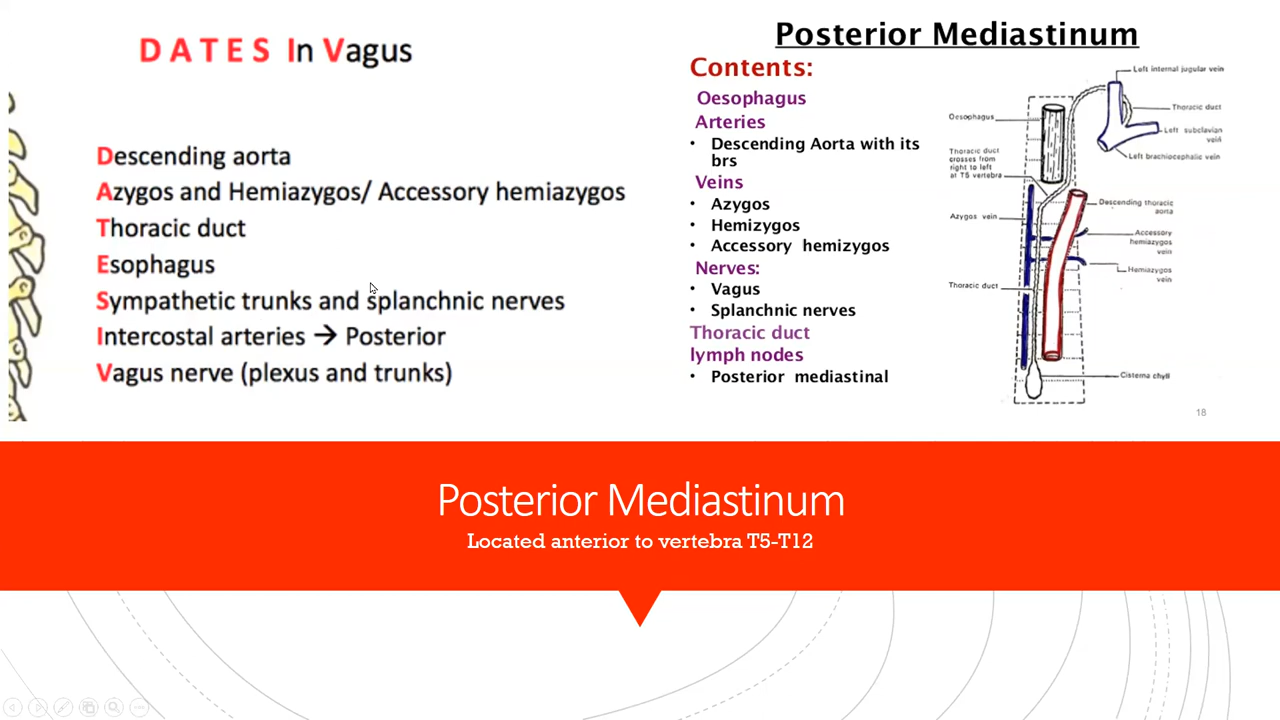 DATES In Vagus
Descending aorta
Azygos and Hemiazygos/ Accessory hemiazygos
Thoracic duct
Esophagus
Sympathetic trunks and splanchnic nerves
Intercostal arteries → Posterior
Vagus nerve (plexus and trunks)
Posterior Mediastinum
Contents:
Oesophagus
Arteries
• Descending Aorta with its
brs
Veins
• Azygos
• Hemizygos
• Accessory hemizygos
Nerves:
• Vagus
• Splanchnic nerves
Thoracic duct
lymph nodes
• Posterior mediastinal
Left internal jugular vein
Oesophagus
Thoracic duct
Left subclavian
vein
Thoracic duct
crosses from
right to left
at T5 vertebra
Left brachiocephalic vein
Azygos vein
Descending thoracic
aorta
Accessory
hemiazygos
vein
Hemiazygos
vein
Thoracic duct
Cisterna chyli
18
Posterior Mediastinum
Located anterior to vertebra T5-T12